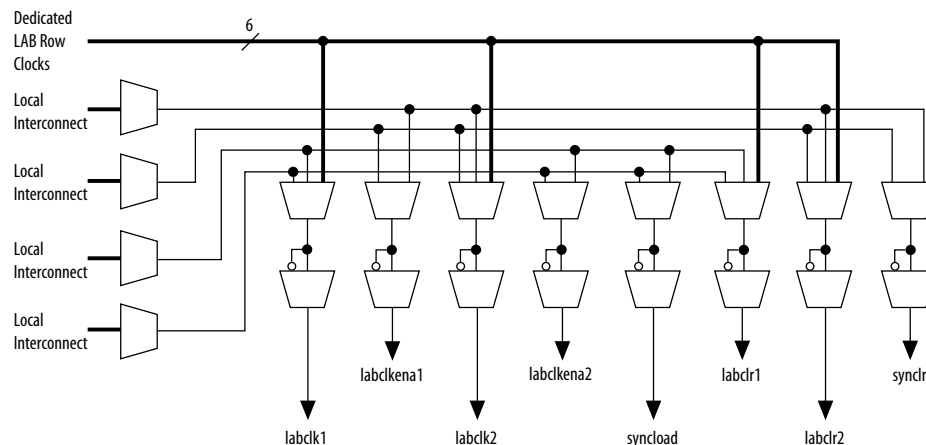 Dedicated
LAB Row
Clocks
6
Local
Interconnect
Local
Interconnect
Local
Interconnect
Local
Interconnect
labclkena1
labclkena2
labclr1
synclr
labclk1
labclk2
syncload
labclr2